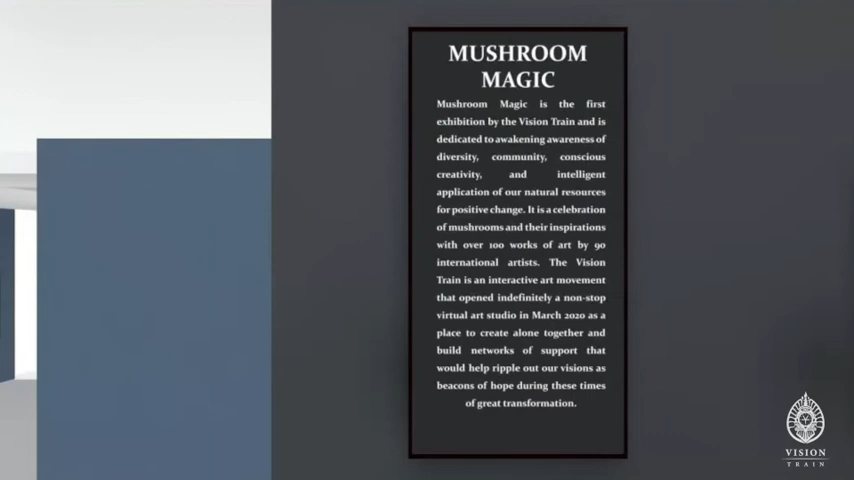 MUSHROOM
MAGIC
Mushroom Magic is the first
exhibition by the Vision Train and is
dedicated to awakening awareness of
diversity, community, conscious
creativity, and intelligent
application of our natural resources
for positive change. It is a celebration
of mushrooms and their inspirations
with over 100 works of art by 90
international artists. The Vision
Train is an interactive art movement
that opened indefinitely a non-stop
virtual art studio in March 2020 as a
place to create alone together and
build networks of support that
would help ripple out our visions as
beacons of hope during these times
of great transformation.
VISION
TRAIN